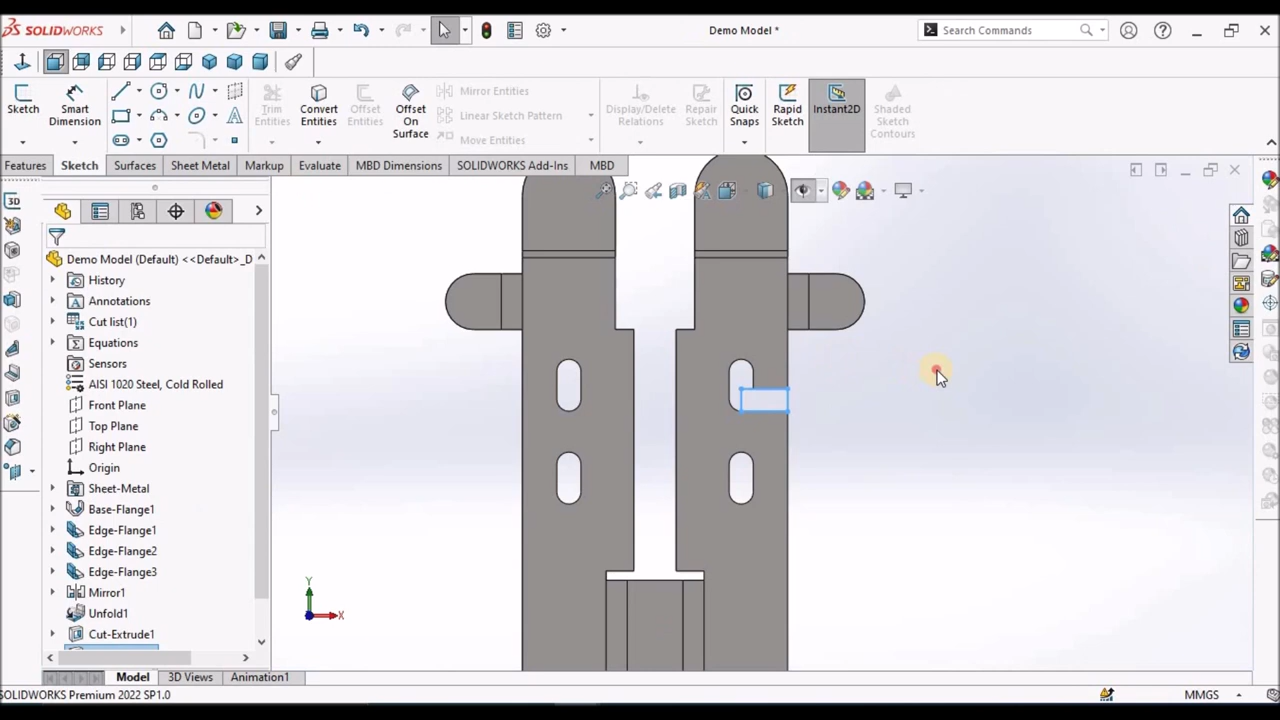 SOLIDWORKS
Demo Model *
Search Commands
Sketch
Smart Dimension
Trim Entities
Convert Entities
Offset Entities
Offset On Surface
Mirror Entities
Linear Sketch Pattern
Move Entities
Display/Delete Relations
Repair Sketch
Quick Snaps
Rapid Sketch
Instant2D
Shaded Sketch Contours
Features
Sketch
Surfaces
Sheet Metal
Markup
Evaluate
MBD Dimensions
SOLIDWORKS Add-Ins
MBD
Demo Model (Default) <<Default>_D
History
Annotations
Cut list(1)
Equations
Sensors
AISI 1020 Steel, Cold Rolled
Front Plane
Top Plane
Right Plane
Origin
Sheet-Metal
Base-Flange1
Edge-Flange1
Edge-Flange2
Edge-Flange3
Mirror1
Unfold1
Cut-Extrude1
Y
X
Model
3D Views
Animation1
SOLIDWORKS Premium 2022 SP1.0
MMGS